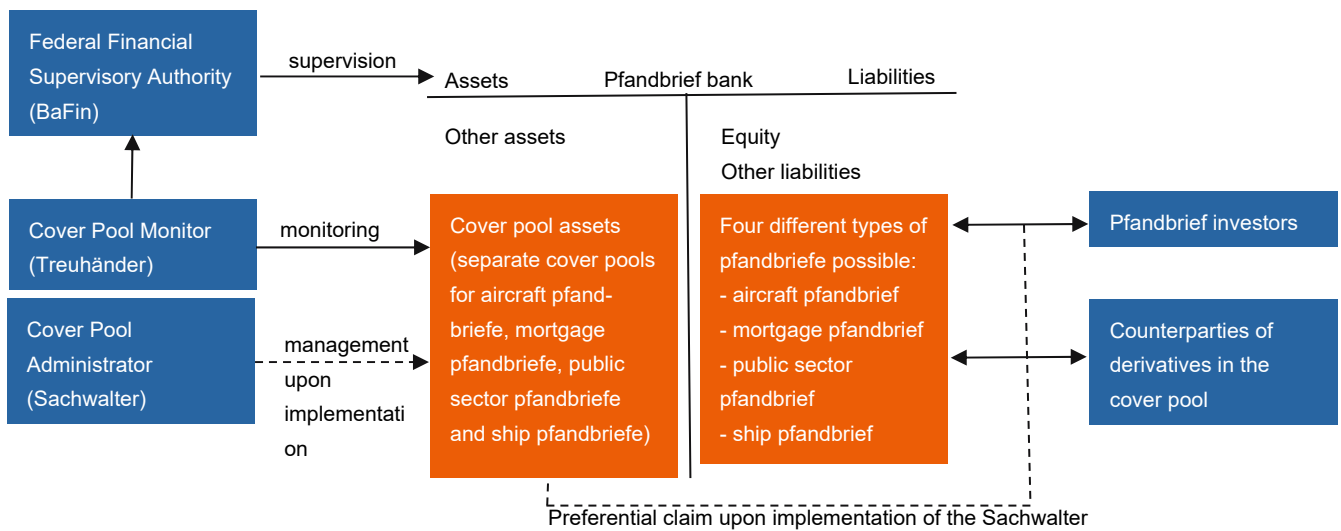 Federal Financial
Supervisory Authority
(BaFin)
supervision
Assets
Pfandbrief bank
Liabilities
Other assets
Equity
Other liabilities
Cover Pool Monitor
(Treuhänder)
monitoring
Cover pool assets
(separate cover pools
for aircraft pfand-
briefe, mortgage
pfandbriefe, public
sector pfandbriefe
and ship pfandbriefe)
Four different types of
pfandbriefe possible:
- aircraft pfandbrief
- mortgage pfandbrief
- public sector
pfandbrief
- ship pfandbrief
Pfandbrief investors
Cover Pool
Administrator
(Sachwalter)
management
upon
implementati
on
Counterparties of
derivatives in the
cover pool
Preferential claim upon implementation of the Sachwalter